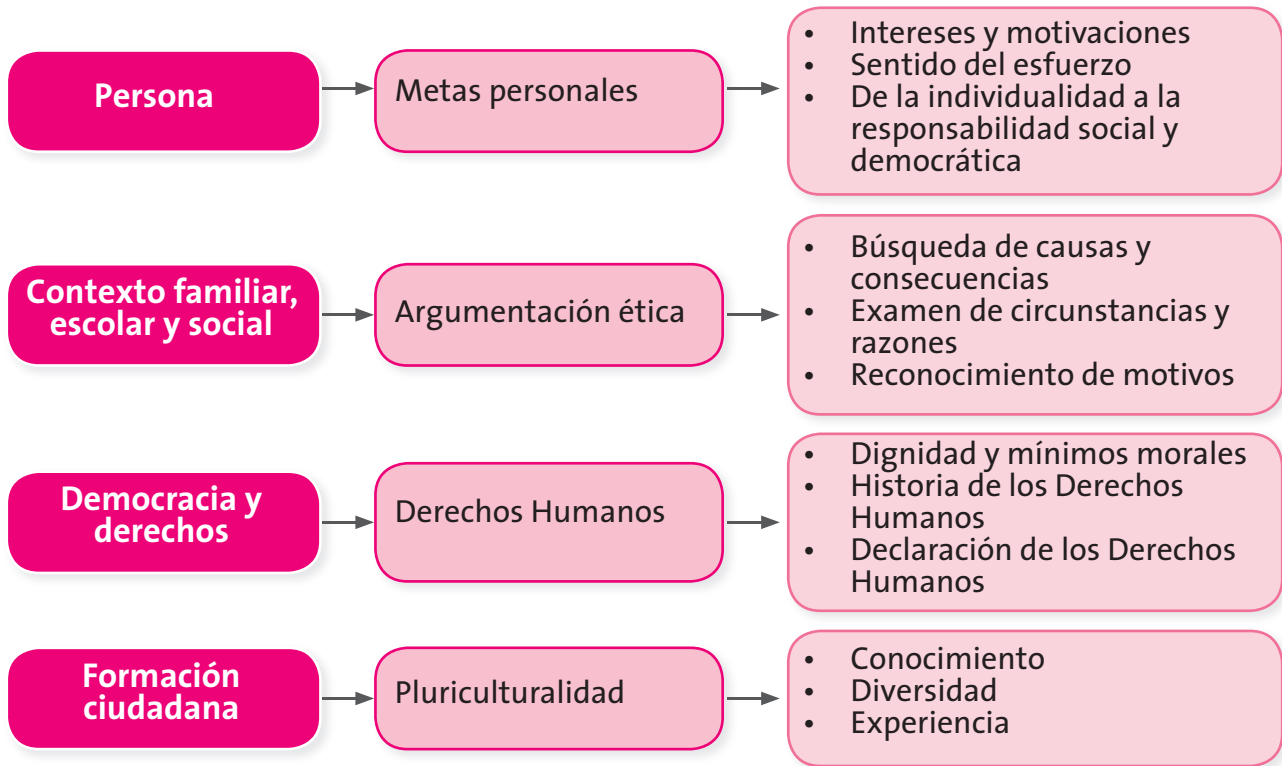 Persona
Metas personales
• Intereses y motivaciones
• Sentido del esfuerzo
• De la individualidad a la
responsabilidad social y
democrática
Contexto familiar,
escolar y social
Argumentación ética
• Búsqueda de causas y
consecuencias
• Examen de circunstancias y
razones
• Reconocimiento de motivos
Democracia y
derechos
Derechos Humanos
• Dignidad y mínimos morales
• Historia de los Derechos
Humanos
• Declaración de los Derechos
Humanos
Formación
ciudadana
Pluriculturalidad
• Conocimiento
• Diversidad
• Experiencia